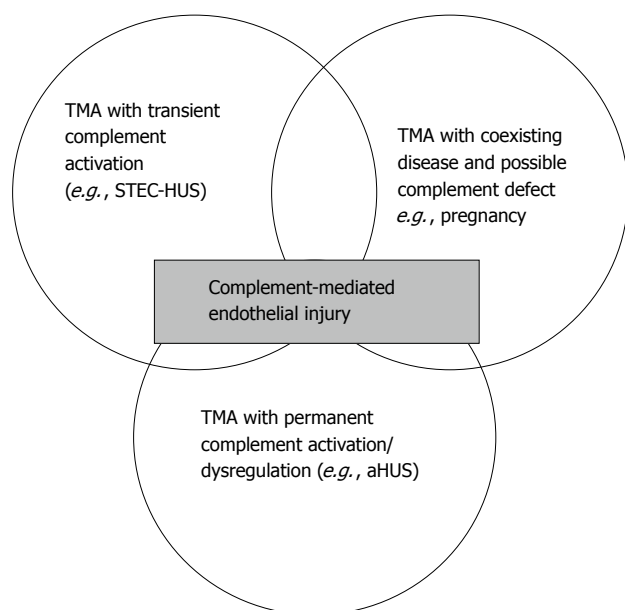 TMA with transient
complement
activation
(e.g., STEC-HUS)
TMA with coexisting
disease and possible
complement defect
e.g., pregnancy
Complement-mediated
endothelial injury
TMA with permanent
complement activation/
dysregulation (e.g., aHUS)